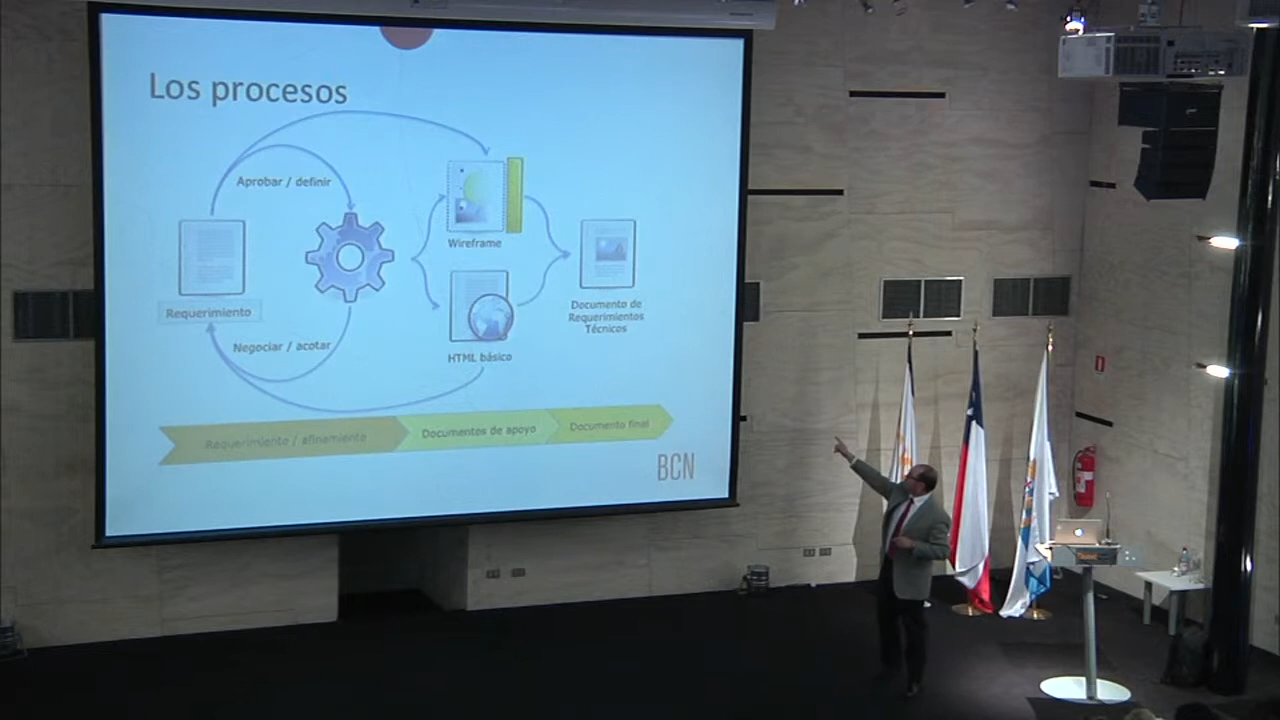 Los procesos
Aprobar / definir
Wireframe
Requerimiento
Documento de
Requerimientos
Técnicos
Negociar / acotar
HTML básico
Requerimiento / afinamiento
Documentos de apoyo
Documento final
BCN